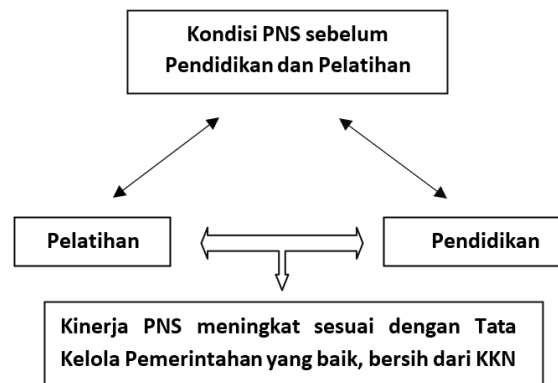 Kondisi PNS sebelum
Pendidikan dan Pelatihan
Pelatihan
Pendidikan
Kinerja PNS meningkat sesuai dengan Tata
Kelola Pemerintahan yang baik, bersih dari KKN